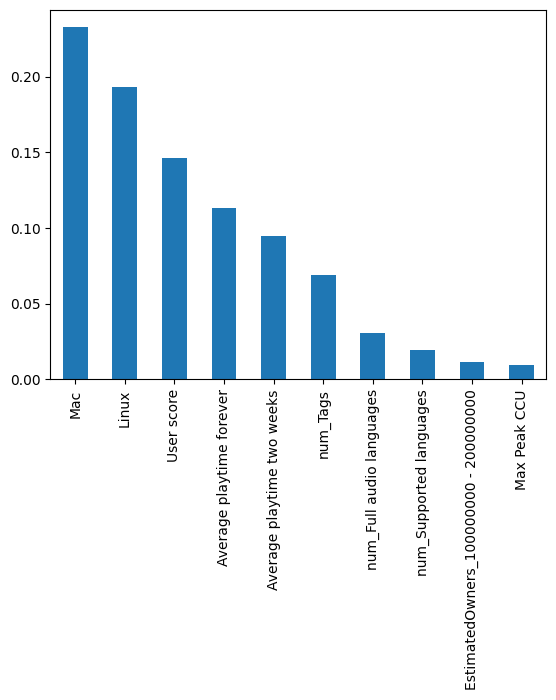 0.20
0.15
0.10
0.05
0.00
Mac
Linux
User score
Average playtime forever
Average playtime two weeks
num_Tags
num_Full audio languages
num_Supported languages
EstimatedOwners_100000000 - 200000000
Max Peak CCU